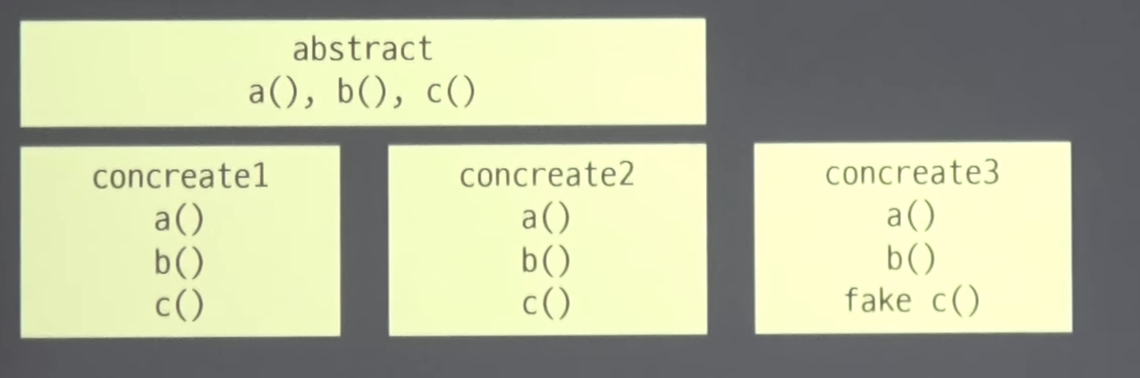 abstract
a(), b(), c()
concreate1
a()
b()
c()
concreate2
a()
b()
c()
concreate3
a()
b()
fake c()